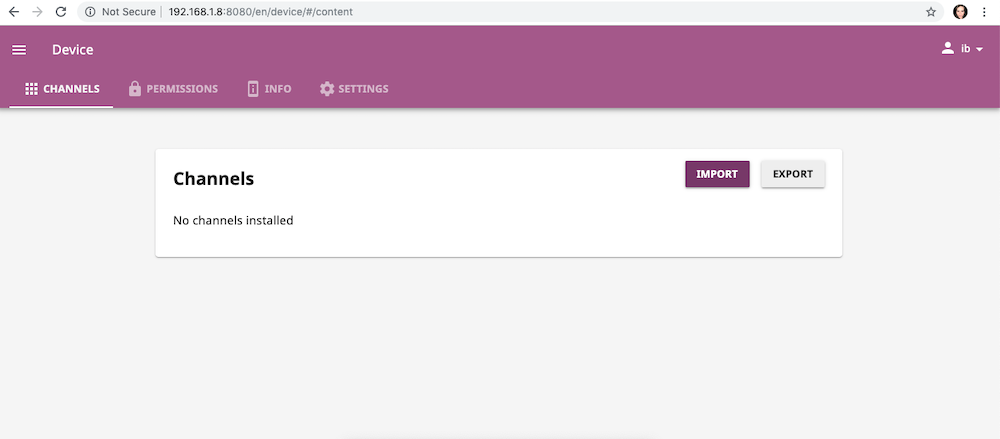 Not Secure 192.168.1.8:8080/en/device/#/content
Device
ib
CHANNELS PERMISSIONS INFO SETTINGS
Channels
IMPORT EXPORT
No channels installed